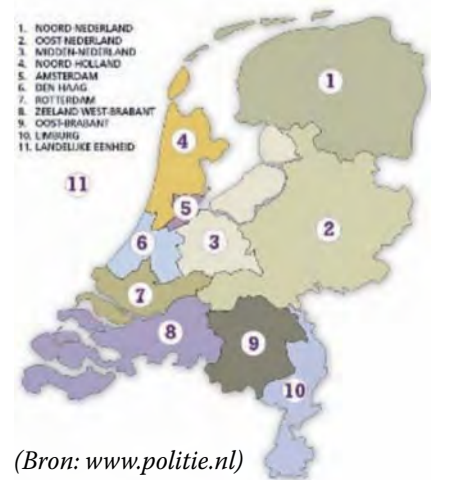 1. NOORD-NEDERLAND
2. OOST-NEDERLAND
3. MIDDEN-NEDERLAND
4. NOORD-HOLLAND
5. AMSTERDAM
6. DEN HAAG
7. ROTTERDAM
8. ZEELAND WEST-BRABANT
9. OOST-BRABANT
10. LIMBURG
11. LANDELIJKE EENHEID
1
4
11
5
6
3
2
7
8
9
10
(Bron: www.politie.nl)